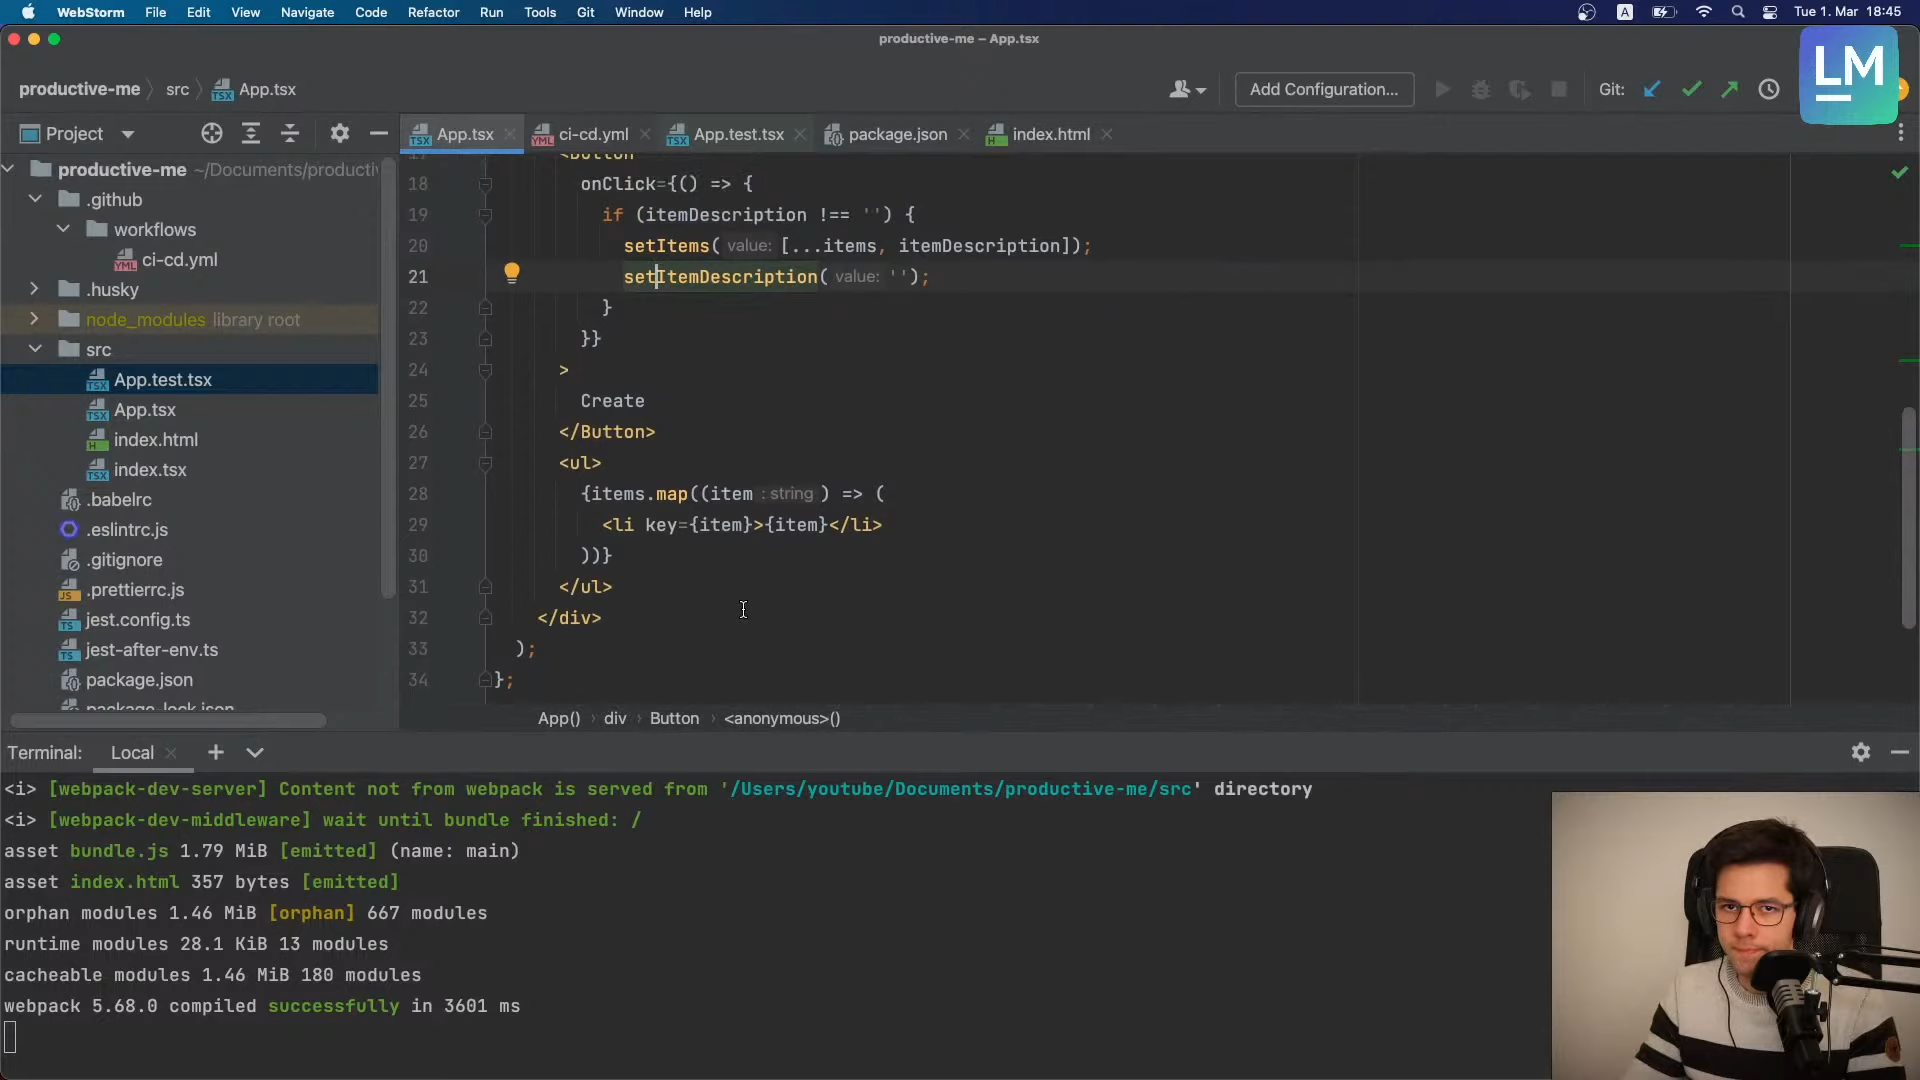 WebStorm File Edit View Navigate Code Refactor Run Tools Git Window Help A Tue 1. Mar 18:45
productive-me – App.tsx
LM
productive-me src App.tsx Add Configuration... Git:
Project App.tsx ci-cd.yml App.test.tsx package.json index.html
productive-me ~/Documents/producti
.github
workflows
ci-cd.yml
.husky
node_modules library root
src
App.test.tsx
App.tsx
index.html
index.tsx
.babelrc
.eslintrc.js
.gitignore
.prettierrc.js
jest.config.ts
jest-after-env.ts
package.json
package-lock.json
17 <Button
18 onClick={() => {
19 if (itemDescription !== '') {
20 setItems( value: [...items, itemDescription]);
21 setItemDescription( value: '');
22 }
23 }}
24 >
25 Create
26 </Button>
27 <ul>
28 {items.map((item : string ) => (
29 <li key={item}>{item}</li>
30 ))}
31 </ul>
32 </div>
33 );
34 };
App() div Button <anonymous>()
Terminal: Local
<i> [webpack-dev-server] Content not from webpack is served from '/Users/youtube/Documents/productive-me/src' directory
<i> [webpack-dev-middleware] wait until bundle finished: /
asset bundle.js 1.79 MiB [emitted] (name: main)
asset index.html 357 bytes [emitted]
orphan modules 1.46 MiB [orphan] 667 modules
runtime modules 28.1 KiB 13 modules
cacheable modules 1.46 MiB 180 modules
webpack 5.68.0 compiled successfully in 3601 ms